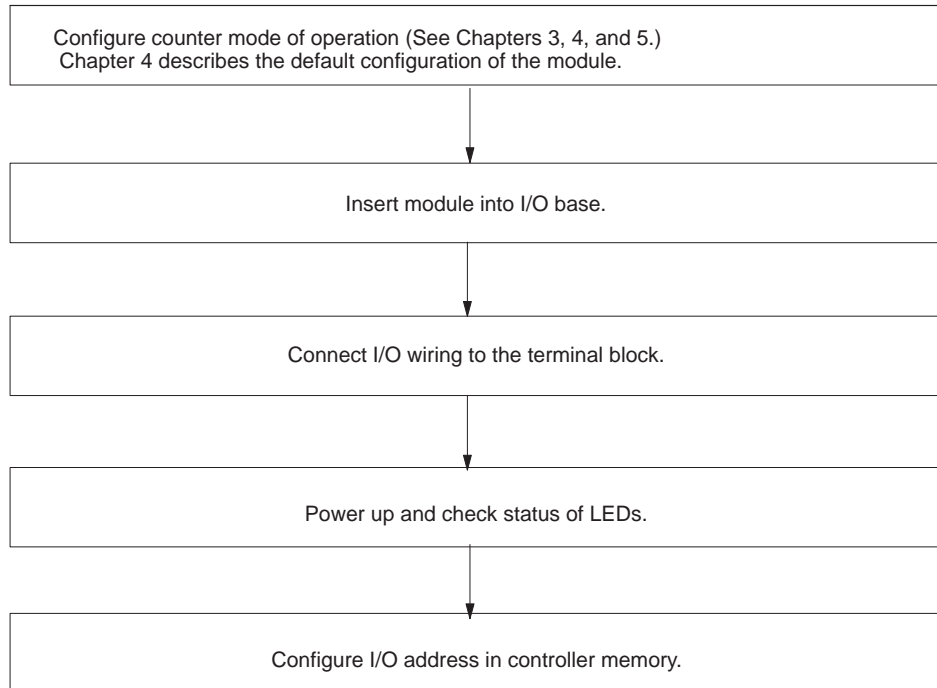 Configure counter mode of operation (See Chapters 3, 4, and 5.)
Chapter 4 describes the default configuration of the module.
Insert module into I/O base.
Connect I/O wiring to the terminal block.
Power up and check status of LEDs.
Configure I/O address in controller memory.